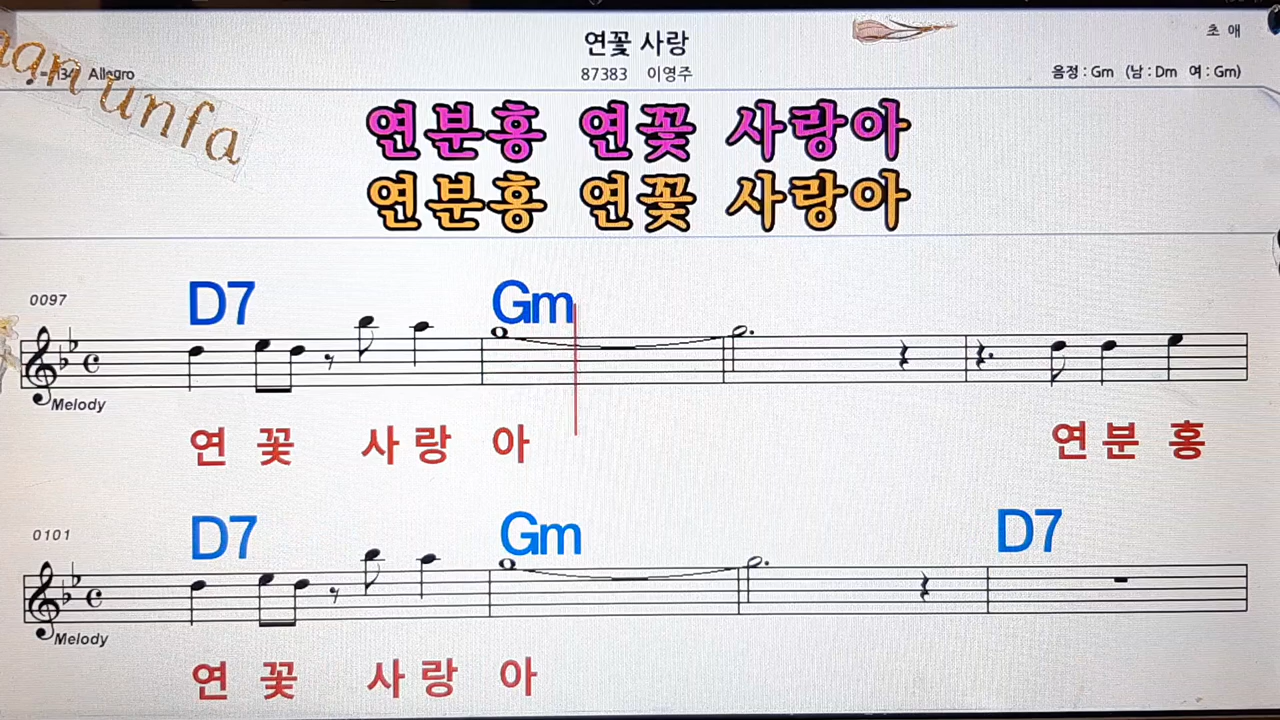 연꽃 사랑
초 애
= 134 Allegro
87383 이영주
음정 : Gm (남 : Dm 여 : Gm)
unfa
연분홍 연꽃 사랑아
연분홍 연꽃 사랑아
0097
D7 Gm
Melody
연 꽃 사 랑 아 연 분 홍
0101
D7 Gm D7
Melody
연 꽃 사 랑 아